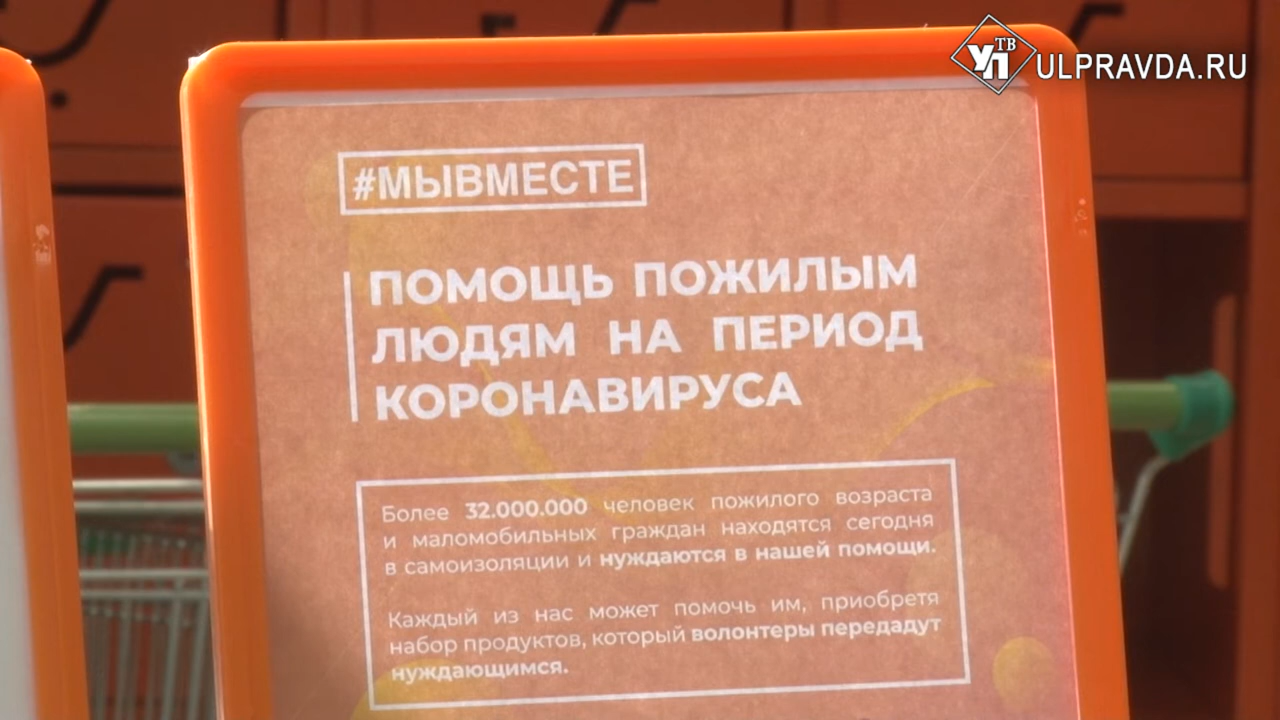 УП ТВ ULPRAVDA.RU
#МЫВМЕСТЕ
ПОМОЩЬ ПОЖИЛЫМ
ЛЮДЯМ НА ПЕРИОД
КОРОНАВИРУСА
Более 32.000.000 человек пожилого возраста
и маломобильных граждан находятся сегодня
в самоизоляции и нуждаются в нашей помощи.
Каждый из нас может помочь им, приобретя
набор продуктов, который волонтеры передадут
нуждающимся.